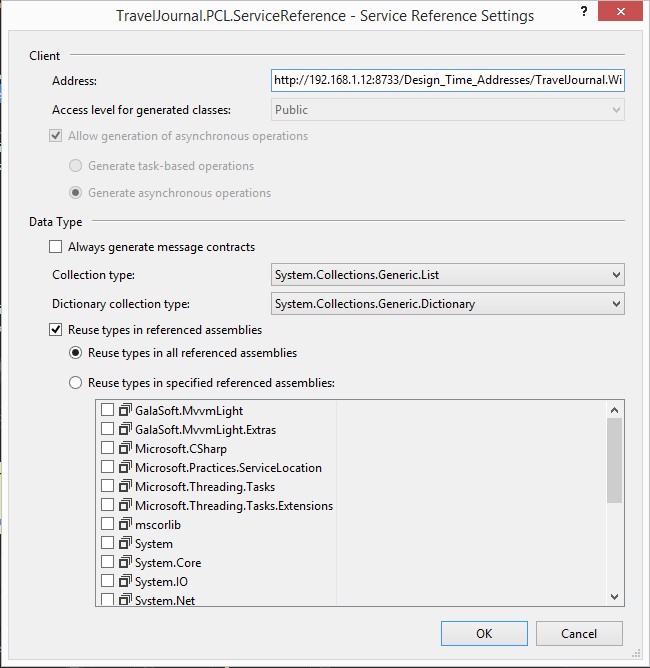 TravelJournal.PCL.ServiceReference - Service Reference Settings
Client
Address: http://192.168.1.12:8733/Design_Time_Addresses/TravelJournal.Wi
Access level for generated classes: Public
Allow generation of asynchronous operations
Generate task-based operations
Generate asynchronous operations
Data Type
Always generate message contracts
Collection type: System.Collections.Generic.List
Dictionary collection type: System.Collections.Generic.Dictionary
Reuse types in referenced assemblies
Reuse types in all referenced assemblies
Reuse types in specified referenced assemblies:
GalaSoft.MvvmLight
GalaSoft.MvvmLight.Extras
Microsoft.CSharp
Microsoft.Practices.ServiceLocation
Microsoft.Threading.Tasks
Microsoft.Threading.Tasks.Extensions
mscorlib
System
System.Core
System.IO
System.Net
OK Cancel